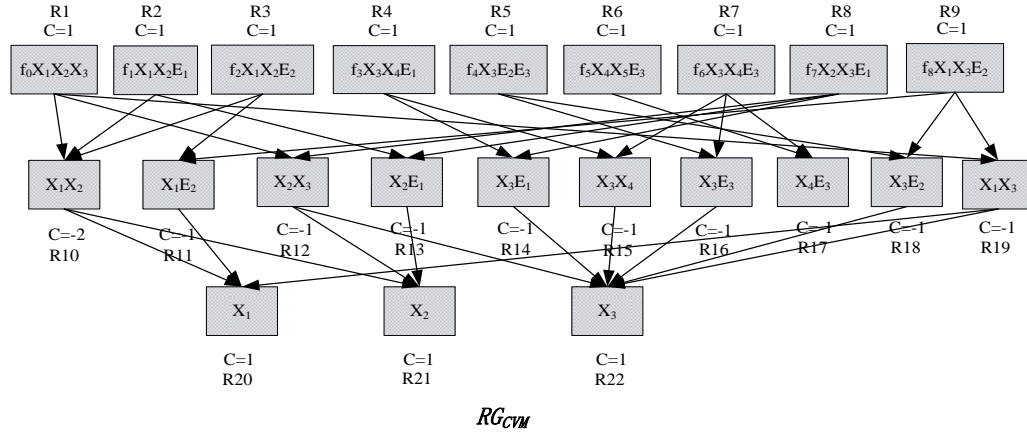 R1 R2 R3 R4 R5 R6 R7 R8 R9
C=1 C=1 C=1 C=1 C=1 C=1 C=1 C=1 C=1
f₀X₁X₂X₃ f₁X₁X₂E₁ f₂X₁X₂E₂ f₃X₃X₄E₁ f₄X₃E₂E₃ f₅X₄X₅E₃ f₆X₃X₄E₃ f₇X₂X₃E₁ f₈X₁X₃E₂
X₁X₂ X₁E₂ X₂X₃ X₂E₁ X₃E₁ X₃X₄ X₃E₃ X₄E₃ X₃E₂ X₁X₃
C=-2 C=-1 C=-1 C=-1 C=-1 C=-1 C=-1 C=-1 C=-1 C=-1
R10 R11 R12 R13 R14 R15 R16 R17 R18 R19
X₁ X₂ X₃
C=1 C=1 C=1
R20 R21 R22
RG_CVM